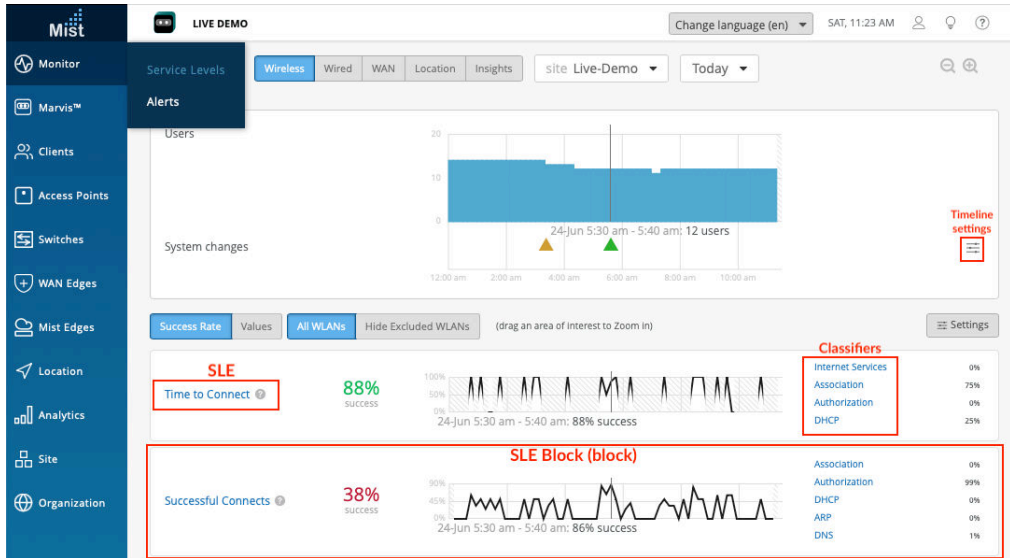 Mist
LIVE DEMO
Change language (en)
SAT, 11:23 AM
?
Monitor
Marvis™
Clients
Access Points
Switches
WAN Edges
Mist Edges
Location
Analytics
Site
Organization
Service Levels
Alerts
Wireless Wired WAN Location Insights
site Live-Demo
Today
Users
20
10
0
24-Jun 5:30 am - 5:40 am: 12 users
System changes
12:00 am 2:00 am 4:00 am 6:00 am 8:00 am 10:00 am
Timeline
settings
Success Rate Values All WLANs Hide Excluded WLANs (drag an area of interest to Zoom in) Settings
SLE
Time to Connect ?
88%
success
100%
50%
0%
24-Jun 5:30 am - 5:40 am: 88% success
Classifiers
Internet Services 0%
Association 75%
Authorization 0%
DHCP 25%
SLE Block (block)
Successful Connects ?
38%
success
90%
45%
0%
24-Jun 5:30 am - 5:40 am: 86% success
Association 0%
Authorization 99%
DHCP 0%
ARP 0%
DNS 1%